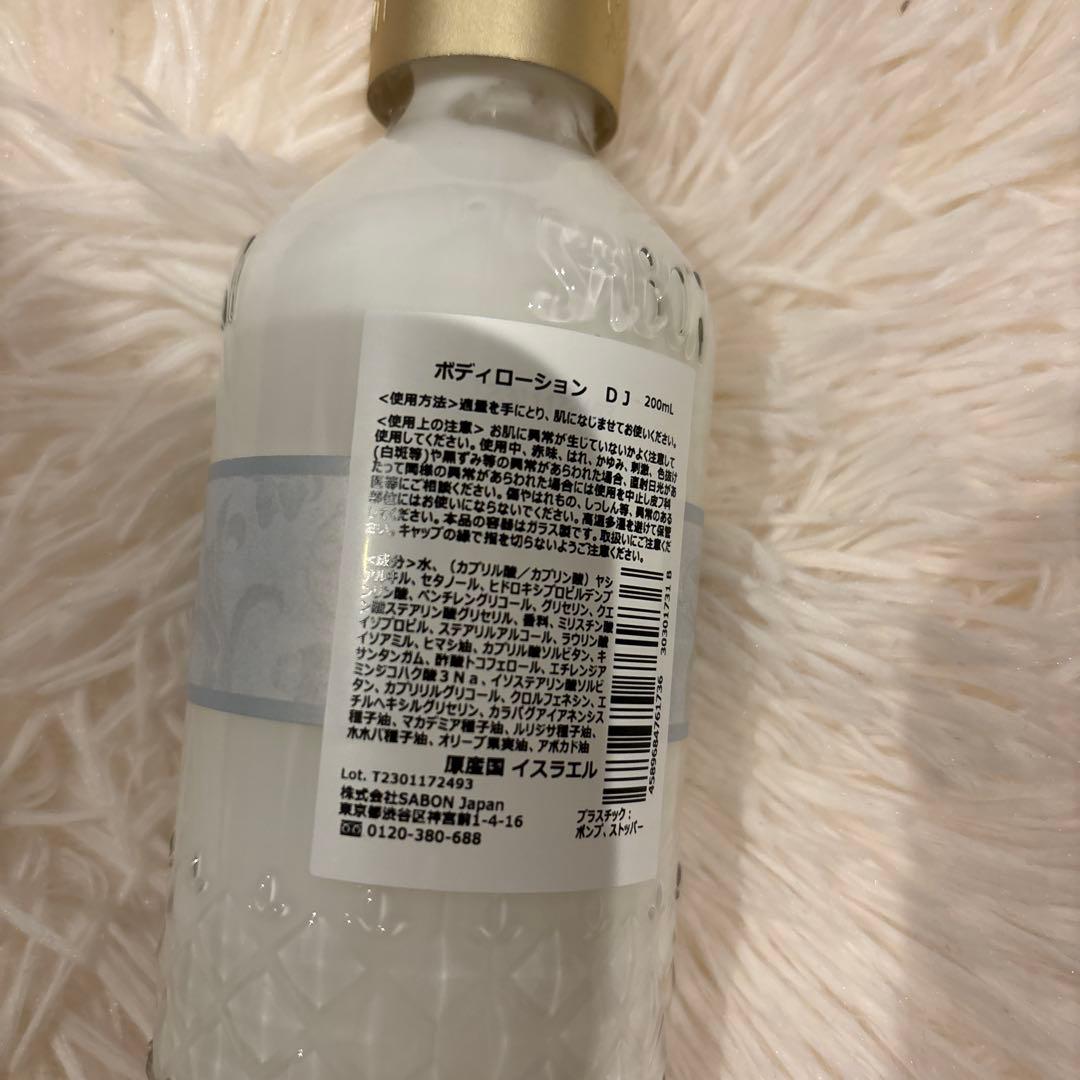 SABON
ボディローション DJ 200mL
<使用方法>適量を手にとり、肌になじませてお使いください。
<使用上の注意> お肌に異常が生じていないかよく注意して
使用してください。使用中、赤味、はれ、かゆみ、刺激、色抜け
(白斑等)や黒ずみ等の異常があらわれた場合、直射日光があ
たって同様の異常があらわれた場合には使用を中止し皮フ科
医等にご相談ください。傷やはれもの、しっしん等、異常のある
部位にはお使いにならないでください。高温多湿を避けて保管
してください。本品の容器はガラス製です。取扱いにご注意くだ
さい。キャップの縁で指を切らないようご注意ください。
<成分>水、(カプリル酸/カプリン酸)ヤシ
アルキル、セタノール、ヒドロキシプロピルデンプ
ンリン酸、ペンチレングリコール、グリセリン、クエ
ン酸ステアリン酸グリセリル、香料、ミリスチン酸
イソプロピル、ステアリルアルコール、ラウリン酸
イソアミル、ヒマシ油、カプリル酸ソルビタン、キ
サンタンガム、酢酸トコフェロール、エチレンジア
ミンジコハク酸3Na、イソステアリン酸ソルビ
タン、カプリリルグリコール、クロルフェネシン、エ
チルヘキシルグリセリン、カラパグアイアネンシス
種子油、マカデミア種子油、ルリジサ種子油、
ホホバ種子油、オリーブ果実油、アボカド油
原産国 イスラエル
Lot. T2301172493
株式会社SABON Japan
東京都渋谷区神宮前1-4-16
0120-380-688
30301731 B
4589684761736
プラスチック：
ポンプ、ストッパー